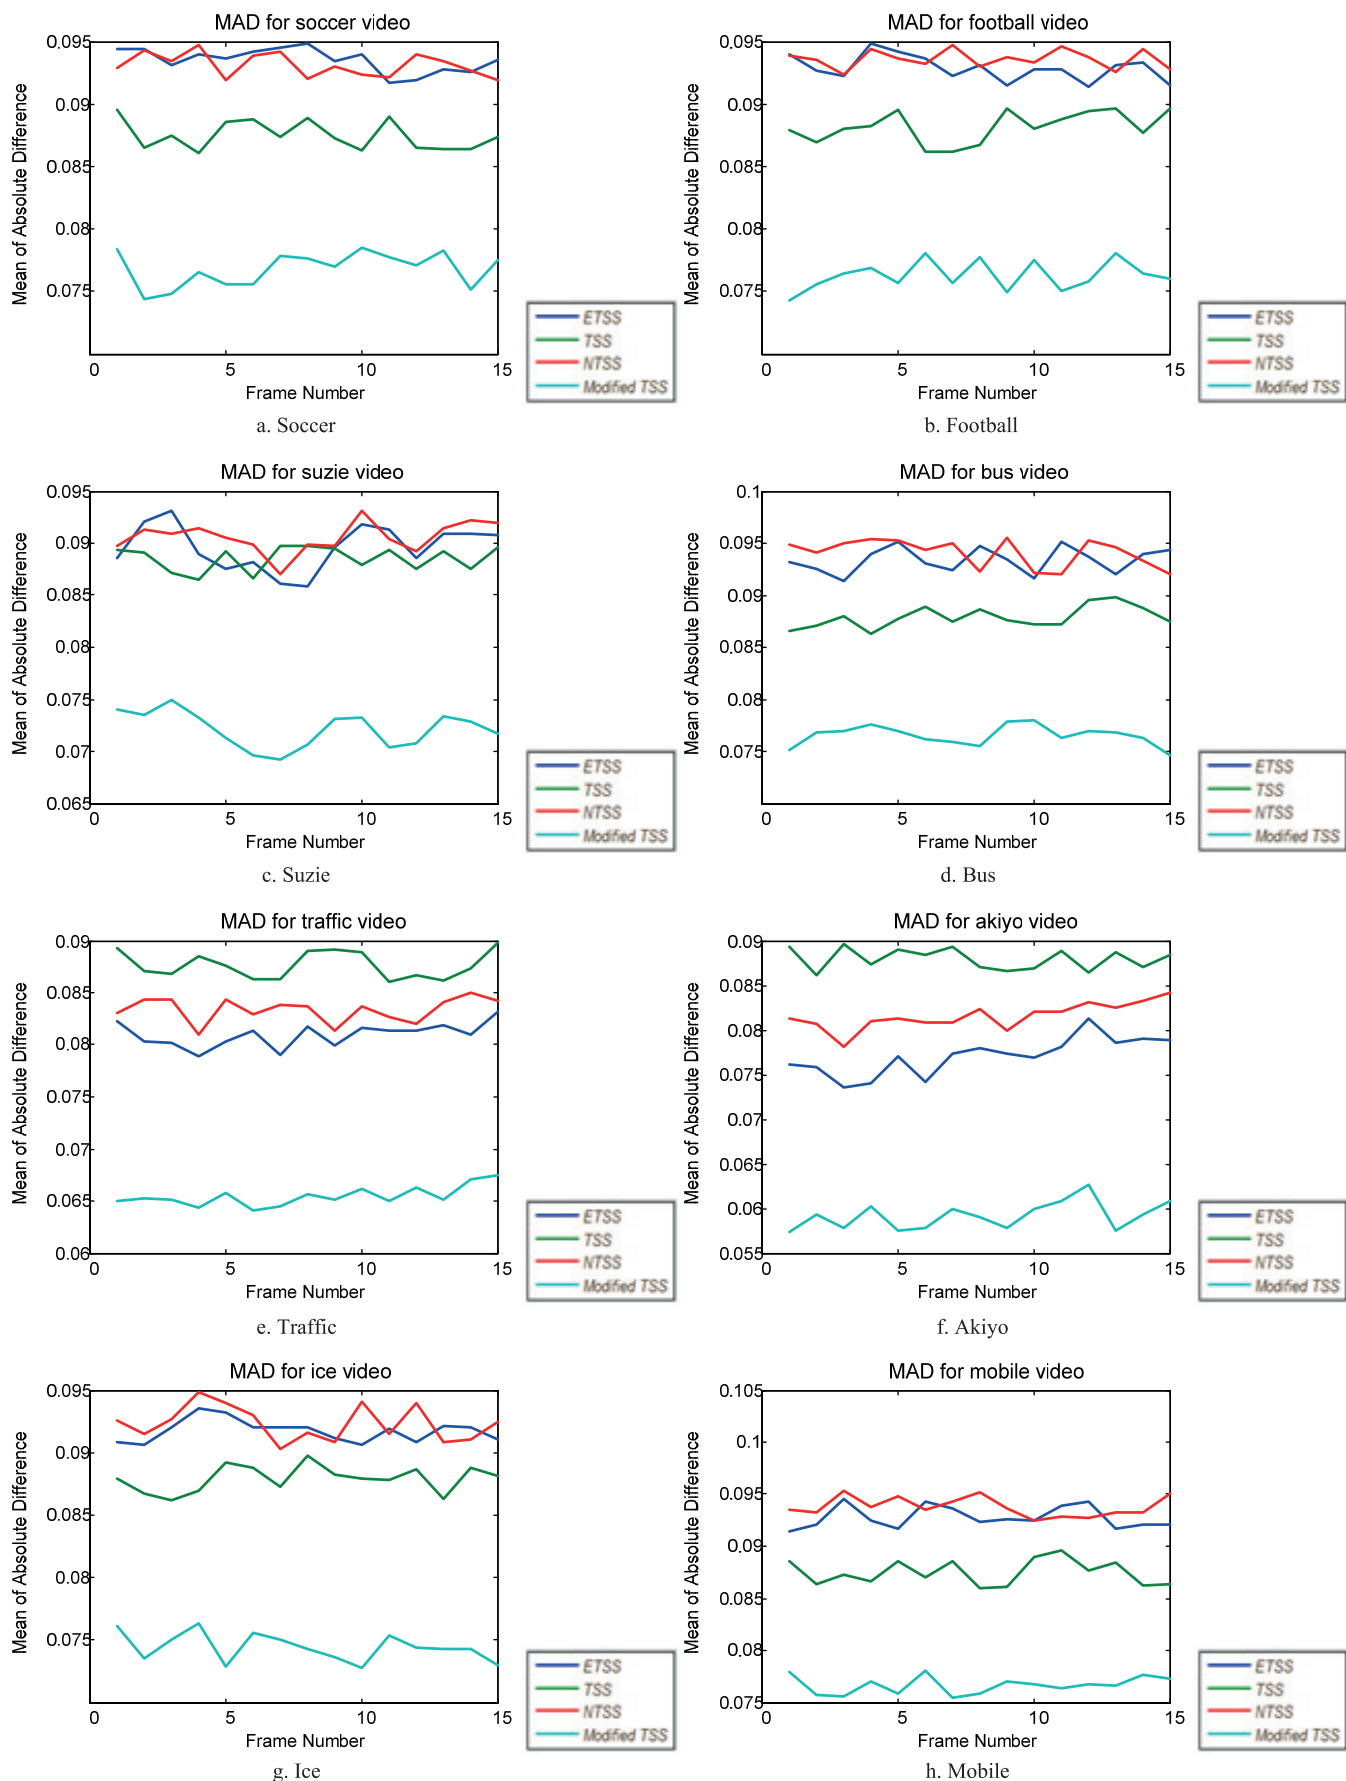 MAD for soccer video
Mean of Absolute Difference
0.095
0.09
0.085
0.08
0.075
0
5
10
15
Frame Number
ETSS
TSS
NTSS
Modified TSS
a. Soccer
MAD for football video
Mean of Absolute Difference
0.095
0.09
0.085
0.08
0.075
0
5
10
15
Frame Number
ETSS
TSS
NTSS
Modified TSS
b. Football
MAD for suzie video
Mean of Absolute Difference
0.095
0.09
0.085
0.08
0.075
0.07
0.065
0
5
10
15
Frame Number
ETSS
TSS
NTSS
Modified TSS
c. Suzie
MAD for bus video
Mean of Absolute Difference
0.1
0.095
0.09
0.085
0.08
0.075
0
5
10
15
Frame Number
ETSS
TSS
NTSS
Modified TSS
d. Bus
MAD for traffic video
Mean of Absolute Difference
0.09
0.085
0.08
0.075
0.07
0.065
0.06
0
5
10
15
Frame Number
ETSS
TSS
NTSS
Modified TSS
e. Traffic
MAD for akiyo video
Mean of Absolute Difference
0.09
0.085
0.08
0.075
0.07
0.065
0.06
0.055
0
5
10
15
Frame Number
ETSS
TSS
NTSS
Modified TSS
f. Akiyo
MAD for ice video
Mean of Absolute Difference
0.095
0.09
0.085
0.08
0.075
0
5
10
15
Frame Number
ETSS
TSS
NTSS
Modified TSS
g. Ice
MAD for mobile video
Mean of Absolute Difference
0.105
0.1
0.095
0.09
0.085
0.08
0.075
0
5
10
15
Frame Number
ETSS
TSS
NTSS
Modified TSS
h. Mobile